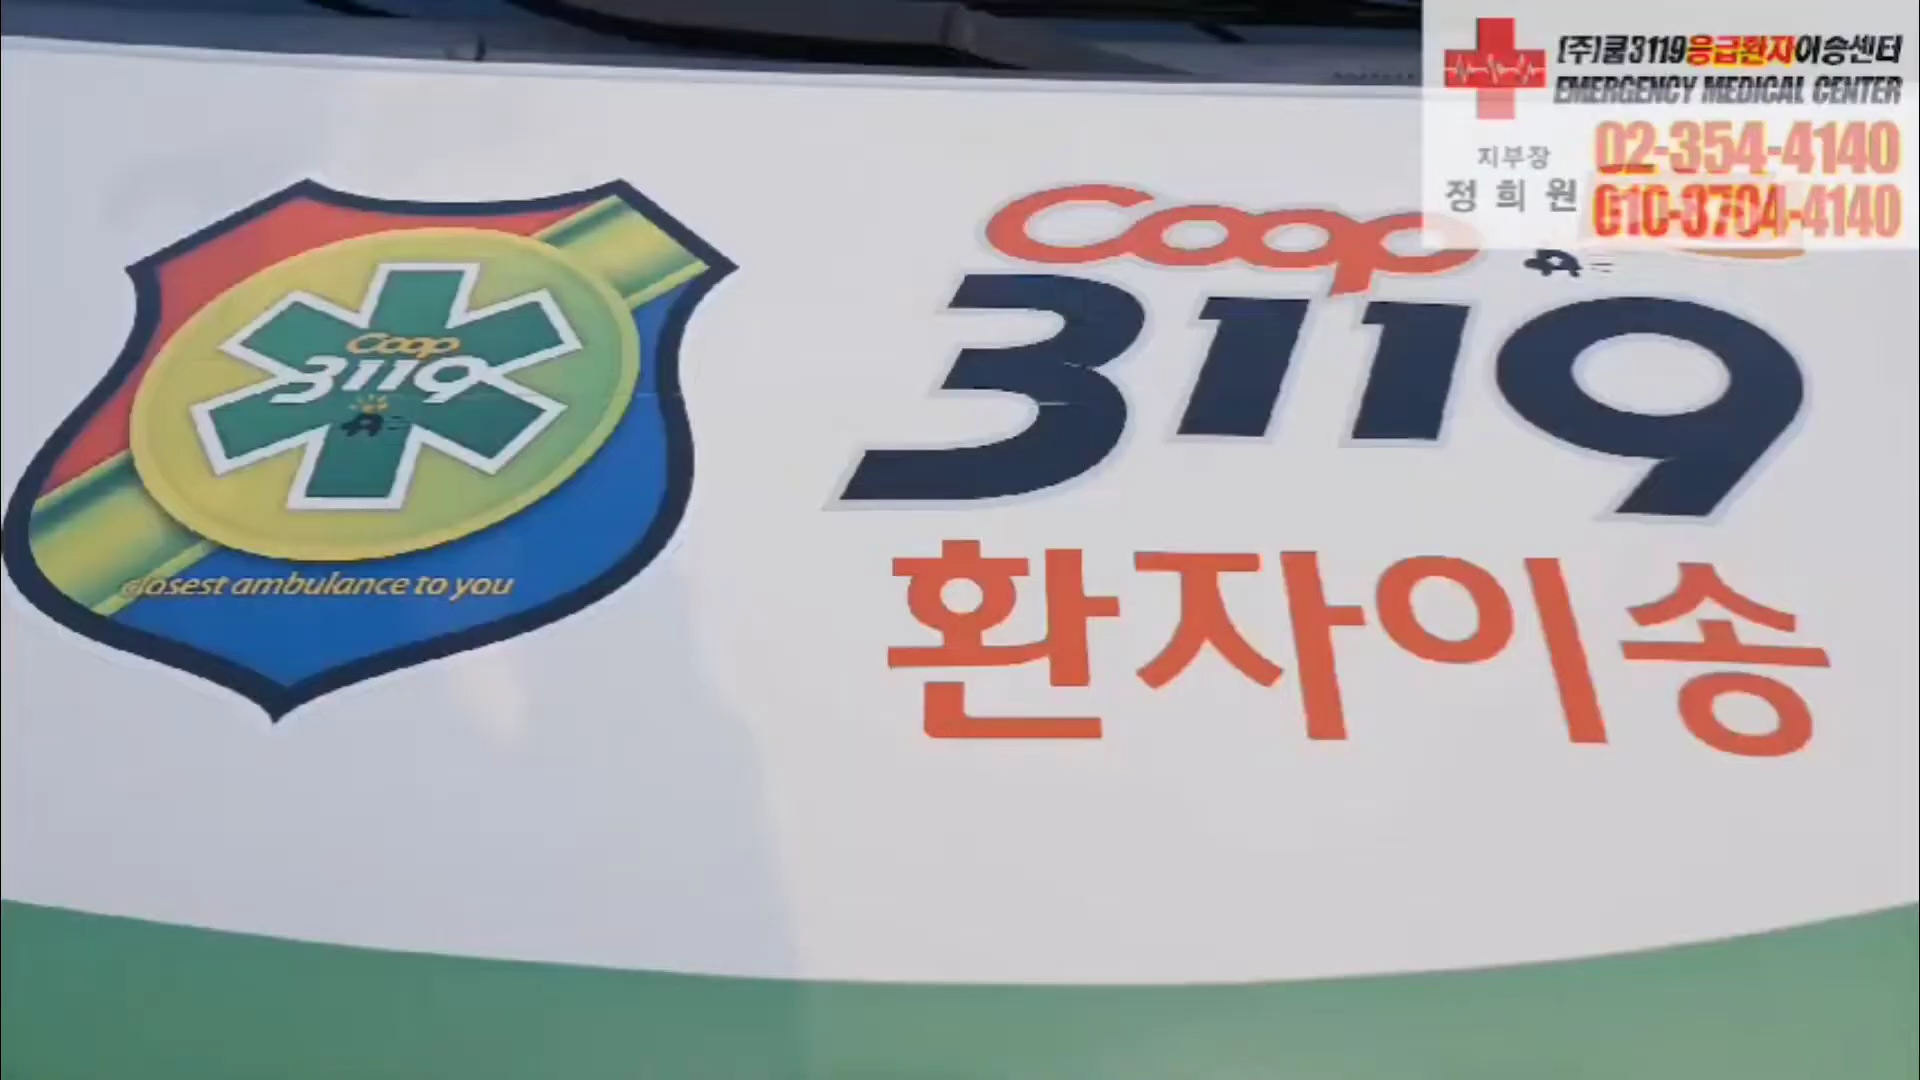 [주]쿱3119응급환자이송센터
EMERGENCY MEDICAL CENTER
02-354-4140
지부장
정희원
010-3704-4140
Coop
3119
환자이송
Coop
3119
closest ambulance to you